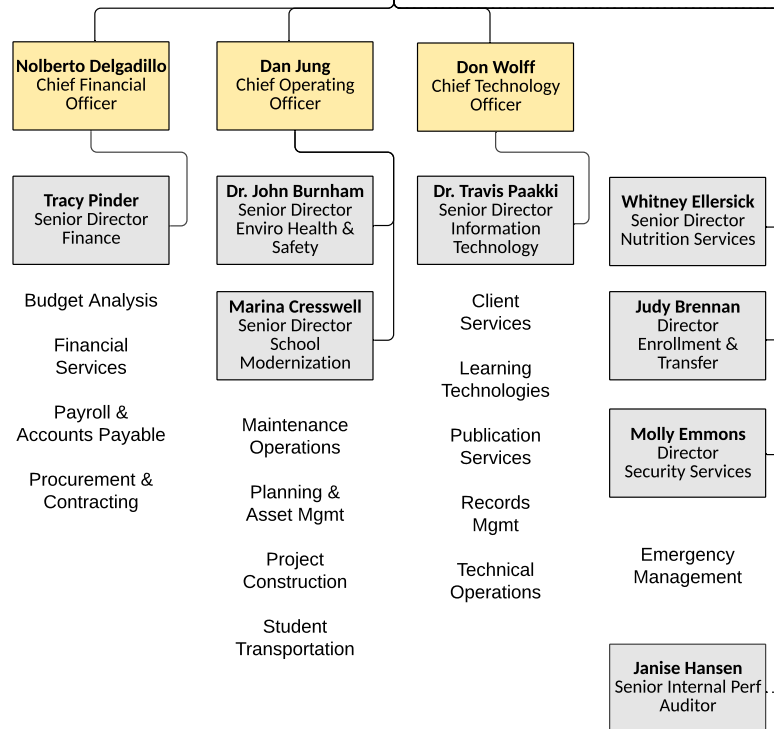 Nolberto Delgadillo
Chief Financial
Officer
Dan Jung
Chief Operating
Officer
Don Wolff
Chief Technology
Officer
Tracy Pinder
Senior Director
Finance
Budget Analysis
Financial
Services
Payroll &
Accounts Payable
Procurement &
Contracting
Dr. John Burnham
Senior Director
Enviro Health &
Safety
Marina Cresswell
Senior Director
School
Modernization
Maintenance
Operations
Planning &
Asset Mgmt
Project
Construction
Student
Transportation
Dr. Travis Paakki
Senior Director
Information
Technology
Client
Services
Learning
Technologies
Publication
Services
Records
Mgmt
Technical
Operations
Whitney Ellersick
Senior Director
Nutrition Services
Judy Brennan
Director
Enrollment &
Transfer
Molly Emmons
Director
Security Services
Emergency
Management
Janise Hansen
Senior Internal Perf
Auditor